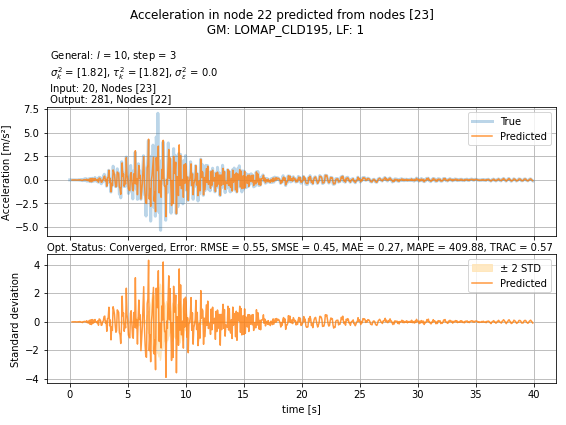 Acceleration in node 22 predicted from nodes [23]
GM: LOMAP_CLD195, LF: 1
General: l = 10, step = 3
σ²ₖ = [1.82], τ²ₖ = [1.82], σ²ε = 0.0
Input: 20, Nodes [23]
Output: 281, Nodes [22]
7.5
5.0
2.5
0.0
−2.5
−5.0
Acceleration [m/s²]
True
Predicted
Opt. Status: Converged, Error: RMSE = 0.55, SMSE = 0.45, MAE = 0.27, MAPE = 409.88, TRAC = 0.57
4
2
0
−2
−4
Standard deviation
± 2 STD
Predicted
0 5 10 15 20 25 30 35 40
time [s]